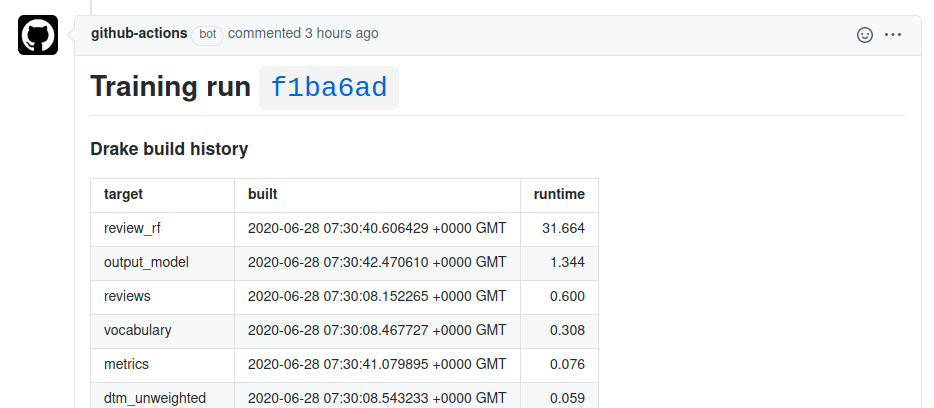 github-actions bot commented 3 hours ago
Training run f1ba6ad
Drake build history
target built runtime
review_rf 2020-06-28 07:30:40.606429 +0000 GMT 31.664
output_model 2020-06-28 07:30:42.470610 +0000 GMT 1.344
reviews 2020-06-28 07:30:08.152265 +0000 GMT 0.600
vocabulary 2020-06-28 07:30:08.467727 +0000 GMT 0.308
metrics 2020-06-28 07:30:41.079895 +0000 GMT 0.076
dtm_unweighted 2020-06-28 07:30:08.543233 +0000 GMT 0.059